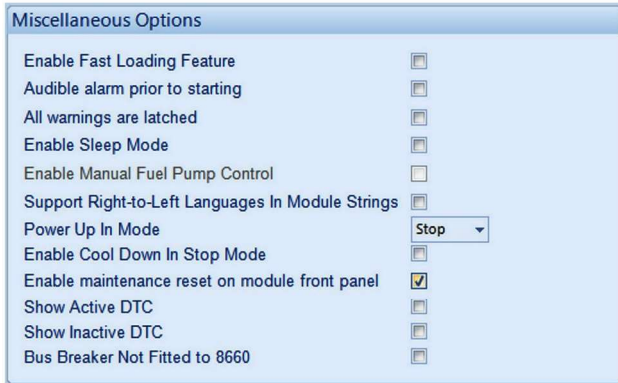 Miscellaneous Options
Enable Fast Loading Feature
Audible alarm prior to starting
All warnings are latched
Enable Sleep Mode
Enable Manual Fuel Pump Control
Support Right-to-Left Languages In Module Strings
Power Up In Mode Stop
Enable Cool Down In Stop Mode
Enable maintenance reset on module front panel
Show Active DTC
Show Inactive DTC
Bus Breaker Not Fitted to 8660